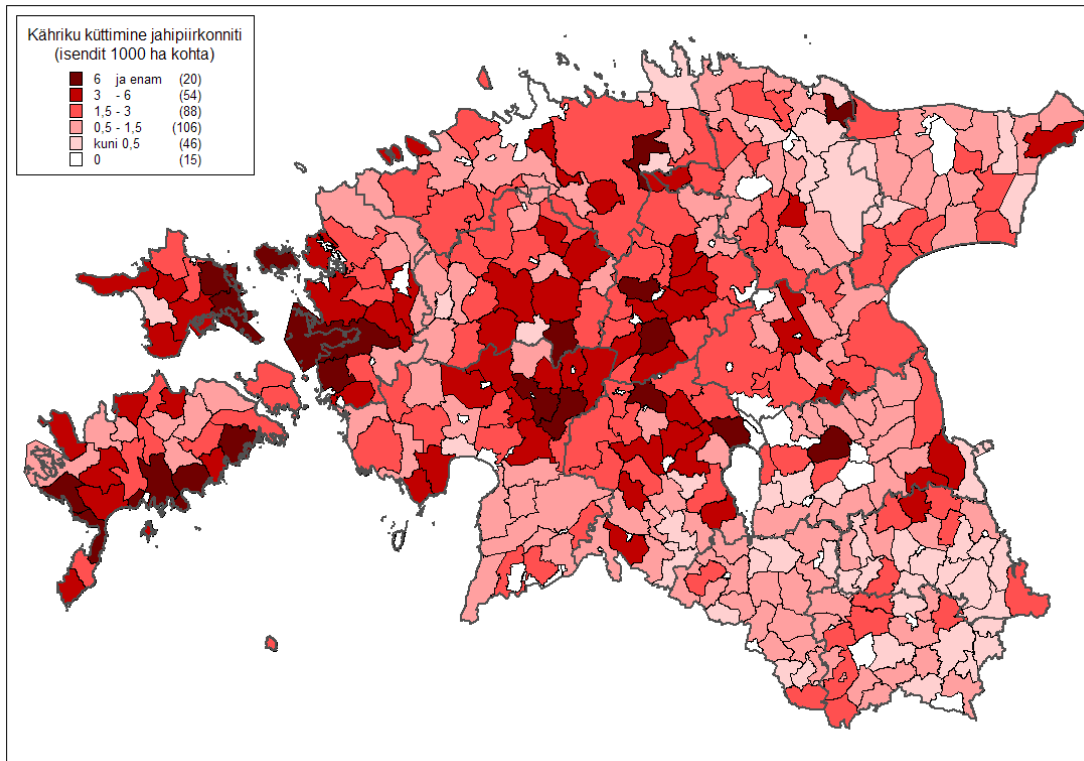 Kähriku küttimine jahipiirkonniti
(isendit 1000 ha kohta)
6 ja enam (20)
3 - 6 (54)
1,5 - 3 (88)
0,5 - 1,5 (106)
kuni 0,5 (46)
0 (15)